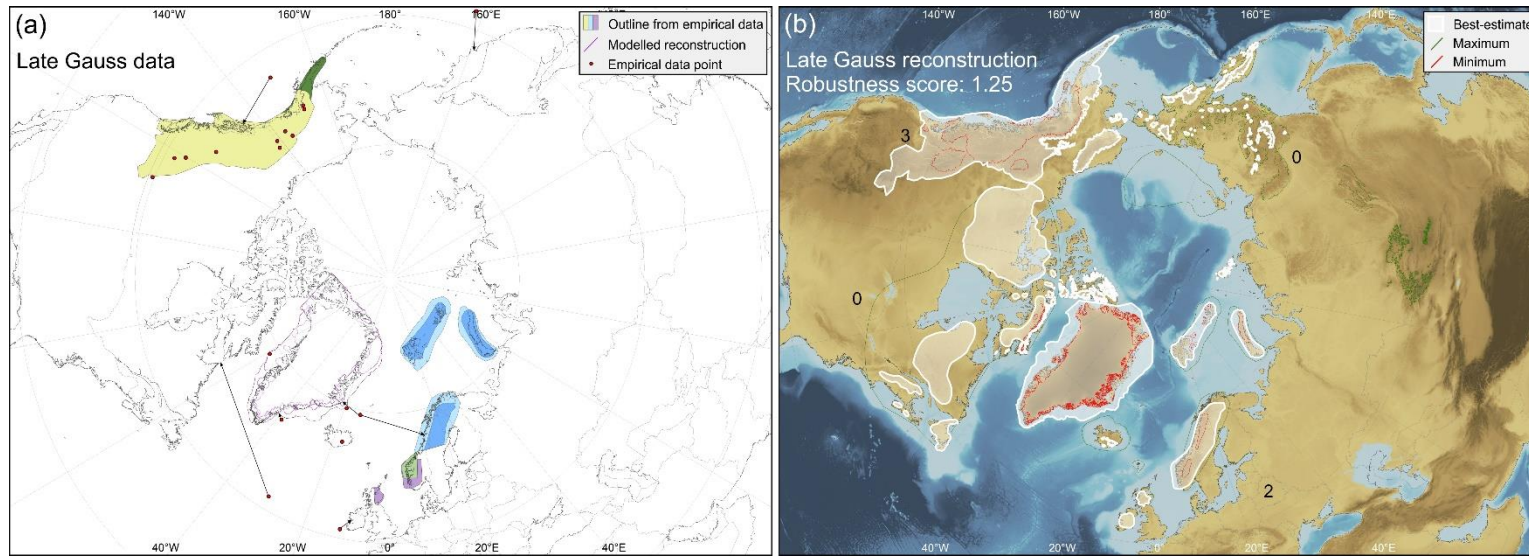 140°W
160°W
180°W
160°E
(a)
Late Gauss data
Outline from empirical data
Modelled reconstruction
Empirical data point
40°W
20°W
0°
20°E
40°E
140°W
160°W
180°W
160°E
(b)
Late Gauss reconstruction
Robustness score: 1.25
Best-estimate
Maximum
Minimum
3
0
0
2
40°W
20°W
0°
20°E
40°E